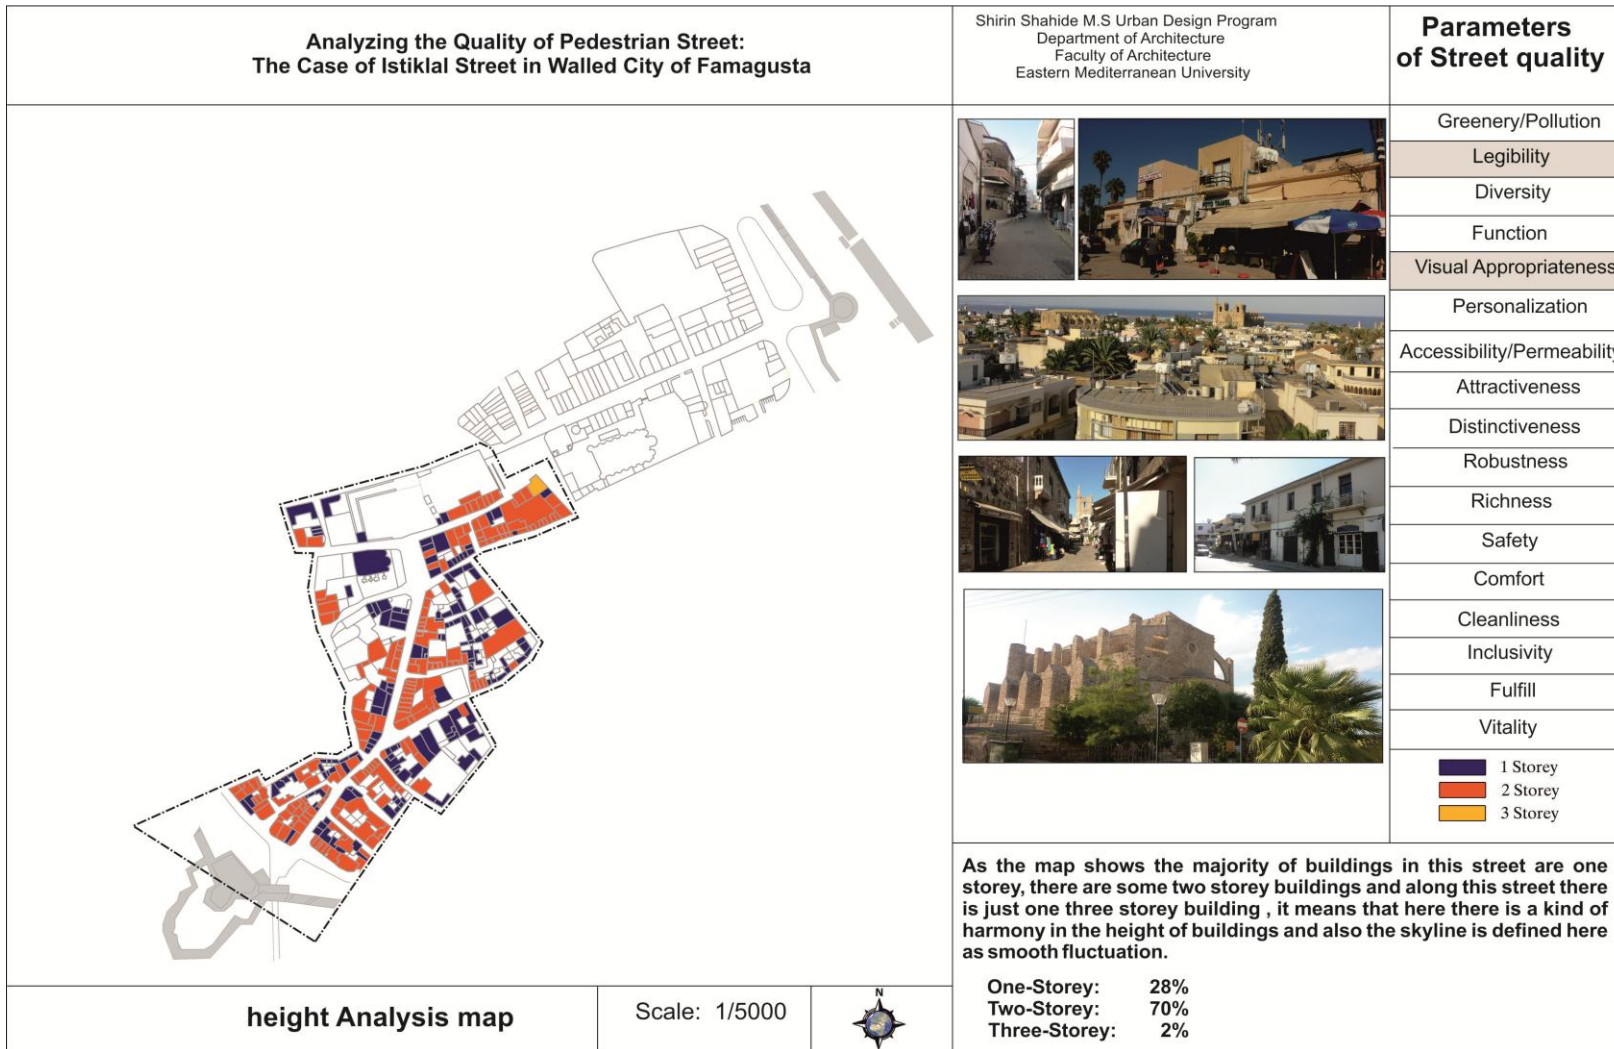 Analyzing the Quality of Pedestrian Street:
The Case of Istiklal Street in Walled City of Famagusta
Shirin Shahide M.S Urban Design Program
Department of Architecture
Faculty of Architecture
Eastern Mediterranean University
Parameters
of Street quality
Greenery/Pollution
Legibility
Diversity
Function
Visual Appropriateness
Personalization
Accessibility/Permeability
Attractiveness
Distinctiveness
Robustness
Richness
Safety
Comfort
Cleanliness
Inclusivity
Fulfill
Vitality
1 Storey
2 Storey
3 Storey
As the map shows the majority of buildings in this street are one
storey, there are some two storey buildings and along this street there
is just one three storey building , it means that here there is a kind of
harmony in the height of buildings and also the skyline is defined here
as smooth fluctuation.
One-Storey: 28%
Two-Storey: 70%
Three-Storey: 2%
height Analysis map
Scale: 1/5000
N